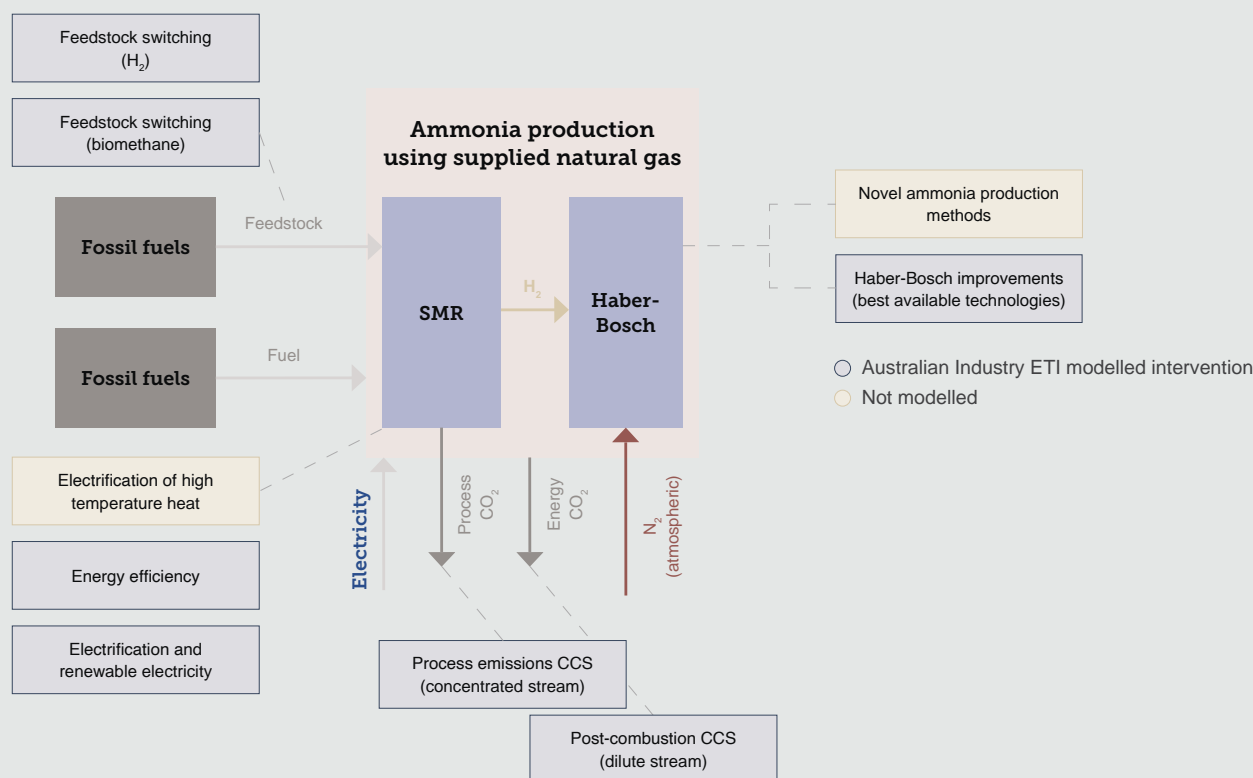 Feedstock switching
(H₂)
Feedstock switching
(biomethane)
Ammonia production
using supplied natural gas
Fossil fuels
Feedstock
SMR
H₂
Haber-
Bosch
Novel ammonia production
methods
Haber-Bosch improvements
(best available technologies)
Fossil fuels
Fuel
Australian Industry ETI modelled intervention
Not modelled
Electrification of high
temperature heat
Energy efficiency
Electrification and
renewable electricity
Electricity
Process
CO₂
Energy
CO₂
N₂
(atmospheric)
Process emissions CCS
(concentrated stream)
Post-combustion CCS
(dilute stream)